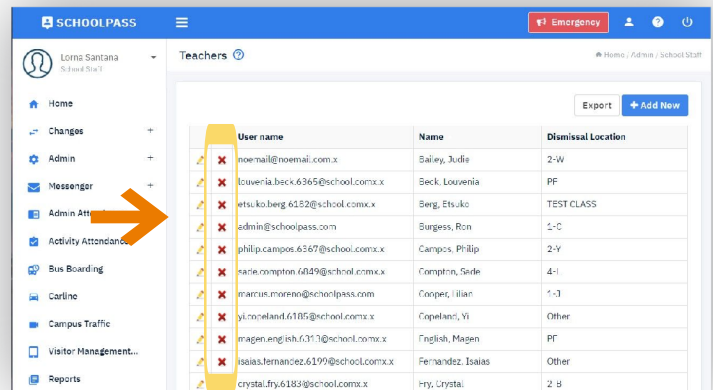 SCHOOLPASS
Emergency
Lorna Santana
School Staff
Teachers
Home / Admin / School Staff
Home
Changes
Admin
Messenger
Admin
Activity Attendance
Bus Boarding
Carline
Campus Traffic
Visitor Management...
Reports
Export
+ Add New
User name Name Dismissal Location
noemail@noemail.com.x Bailey, Judie 2-W
louvenia.beck.6365@school.comx.x Beck, Louvenia PF
etsuko.berg.6182@school.comx.x Berg, Etsuko TEST CLASS
admin@schoolpass.com Burgess, Ron 1-C
philip.campos.6367@school.comx.x Campos, Philip 2-Y
sade.compton.6849@school.comx.x Compton, Sade
marcus.moreno@schoolpass.com Cooper, Lilian 1-J
yi.copeland.6185@school.comx.x Copeland, Yi Other
magen.english.6313@school.comx.x English, Magen PF
isaias.fernandez.6199@school.comx.x Fernandez, Isaias Other
crystal.fry.6183@school.comx.x Fry, Crystal 2-B